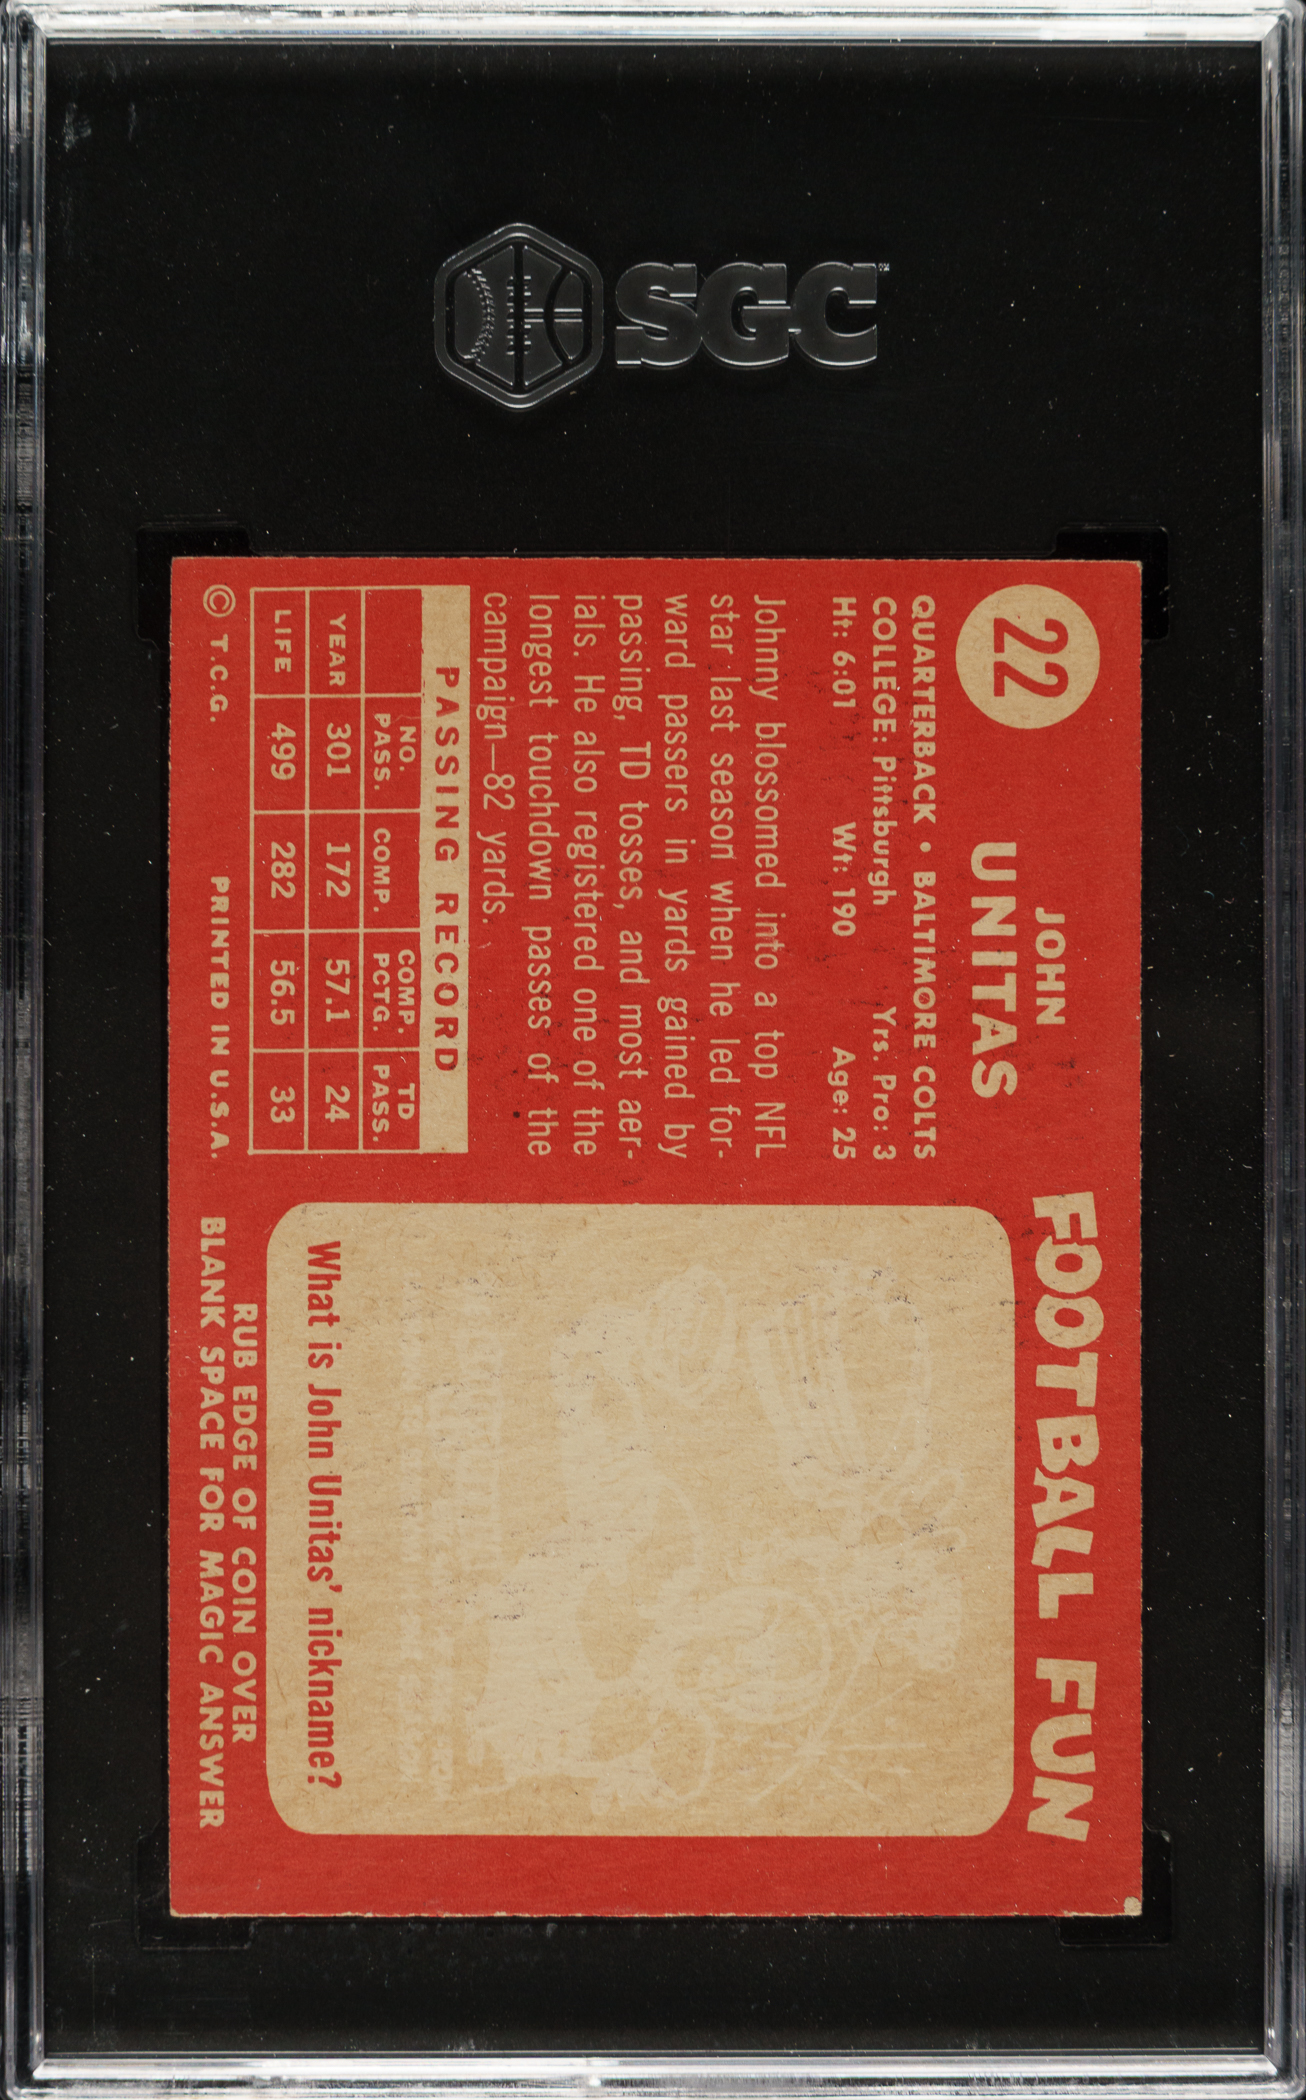 SGC
22
JOHN
UNITAS
QUARTERBACK • BALTIMORE COLTS
COLLEGE: Pittsburgh Yrs. Pro: 3
Ht: 6:01 Wt: 190 Age: 25
Johnny blossomed into a top NFL
star last season when he led for-
ward passers in yards gained by
passing, TD tosses, and most aer-
ials. He also registered one of the
longest touchdown passes of the
campaign—82 yards.
PASSING RECORD
NO. PASS. COMP. COMP. PCTG. TD PASS.
YEAR 301 172 57.1 24
LIFE 499 282 56.5 33
© T.C.G. PRINTED IN U.S.A.
FOOTBALL FUN
What is John Unitas' nickname?
RUB EDGE OF COIN OVER
BLANK SPACE FOR MAGIC ANSWER